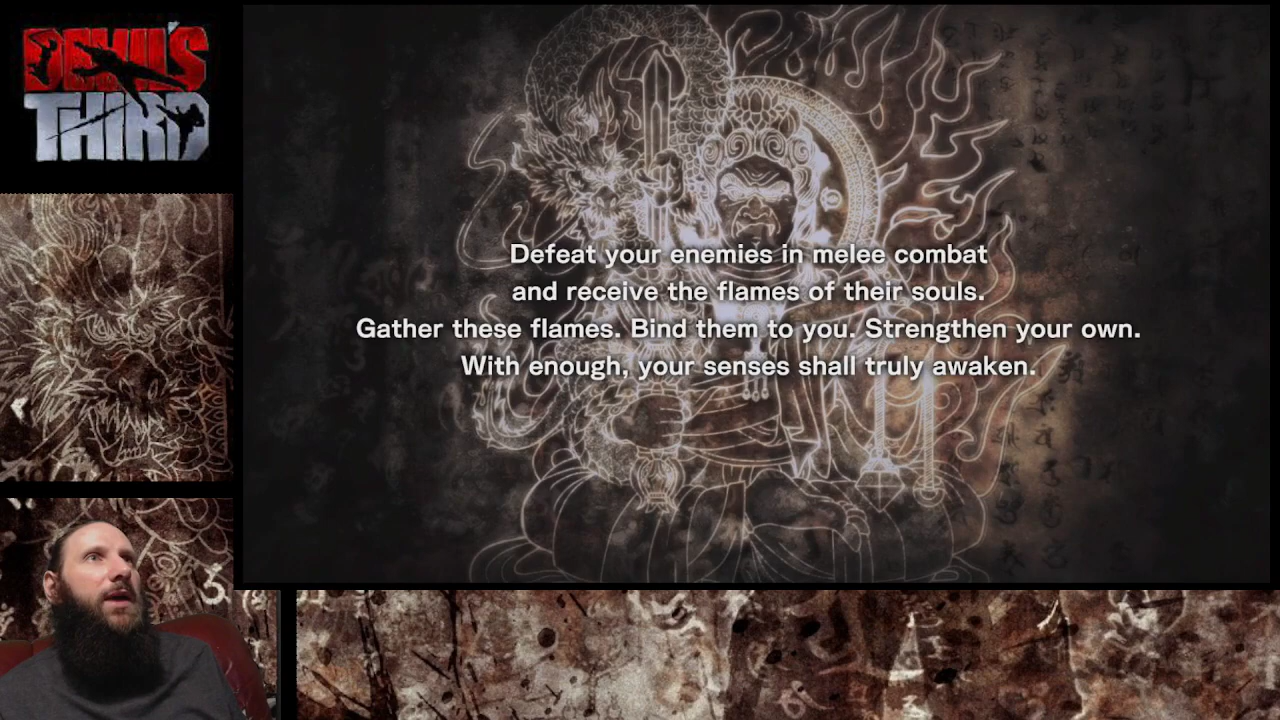 DEVIL'S
THIRD
Defeat your enemies in melee combat
and receive the flames of their souls.
Gather these flames. Bind them to you. Strengthen your own.
With enough, your senses shall truly awaken.